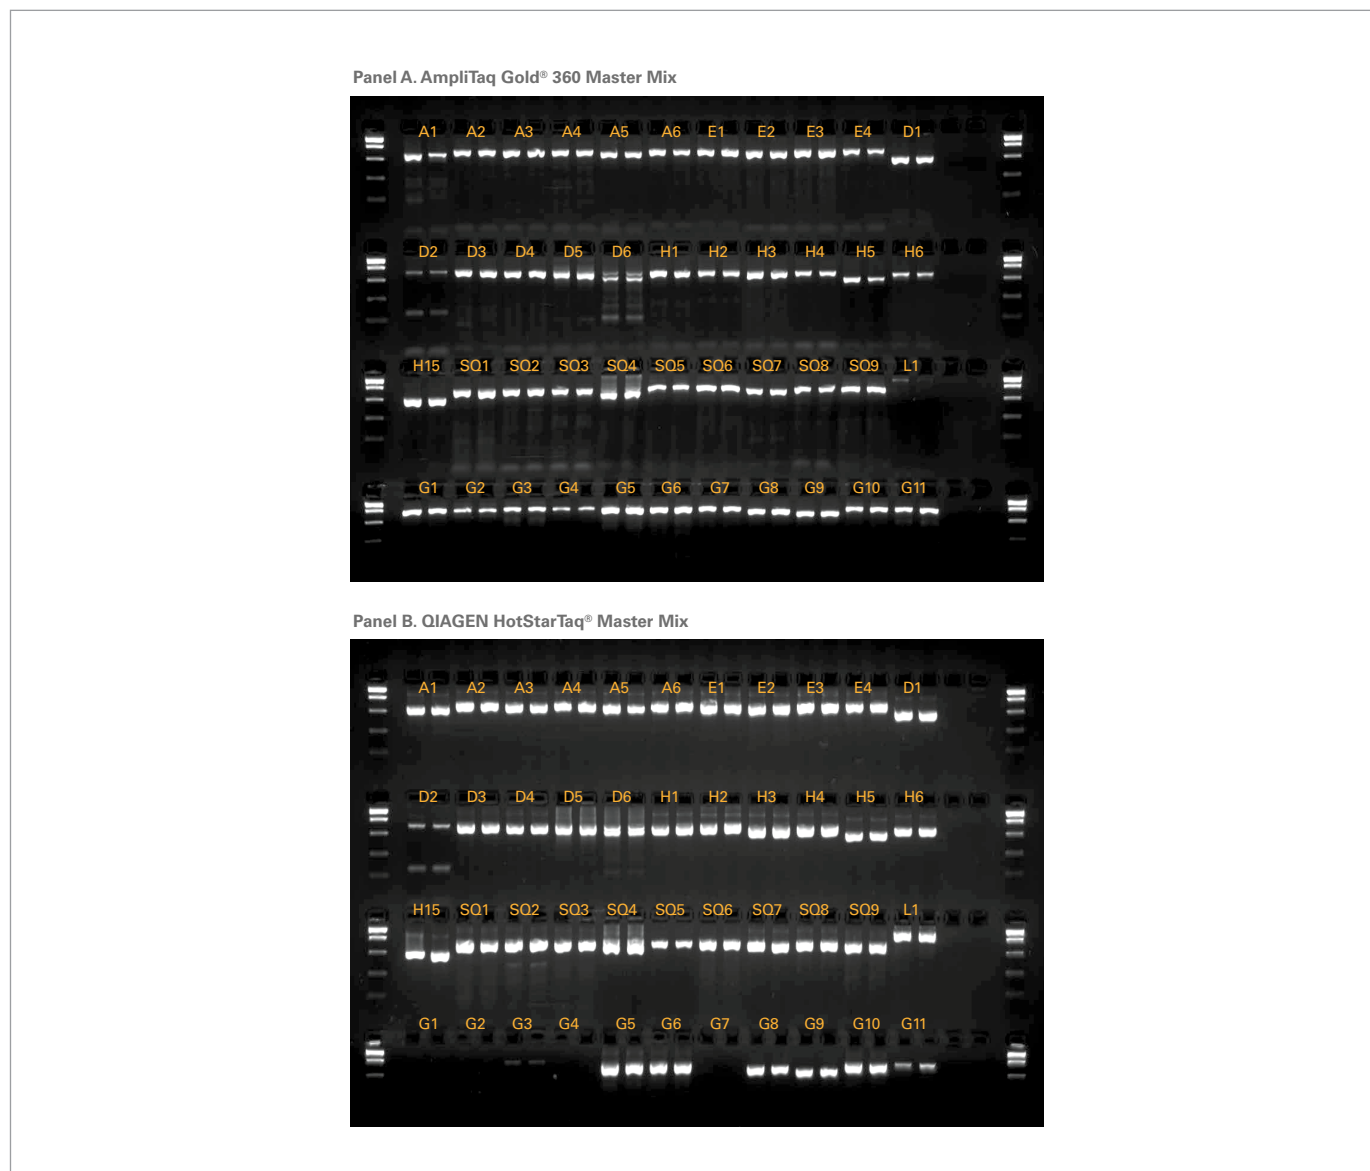 Panel A. AmpliTaq Gold® 360 Master Mix
A1 A2 A3 A4 A5 A6 E1 E2 E3 E4 D1
D2 D3 D4 D5 D6 H1 H2 H3 H4 H5 H6
H15 SQ1 SQ2 SQ3 SQ4 SQ5 SQ6 SQ7 SQ8 SQ9 L1
G1 G2 G3 G4 G5 G6 G7 G8 G9 G10 G11
Panel B. QIAGEN HotStarTaq® Master Mix
A1 A2 A3 A4 A5 A6 E1 E2 E3 E4 D1
D2 D3 D4 D5 D6 H1 H2 H3 H4 H5 H6
H15 SQ1 SQ2 SQ3 SQ4 SQ5 SQ6 SQ7 SQ8 SQ9 L1
G1 G2 G3 G4 G5 G6 G7 G8 G9 G10 G11